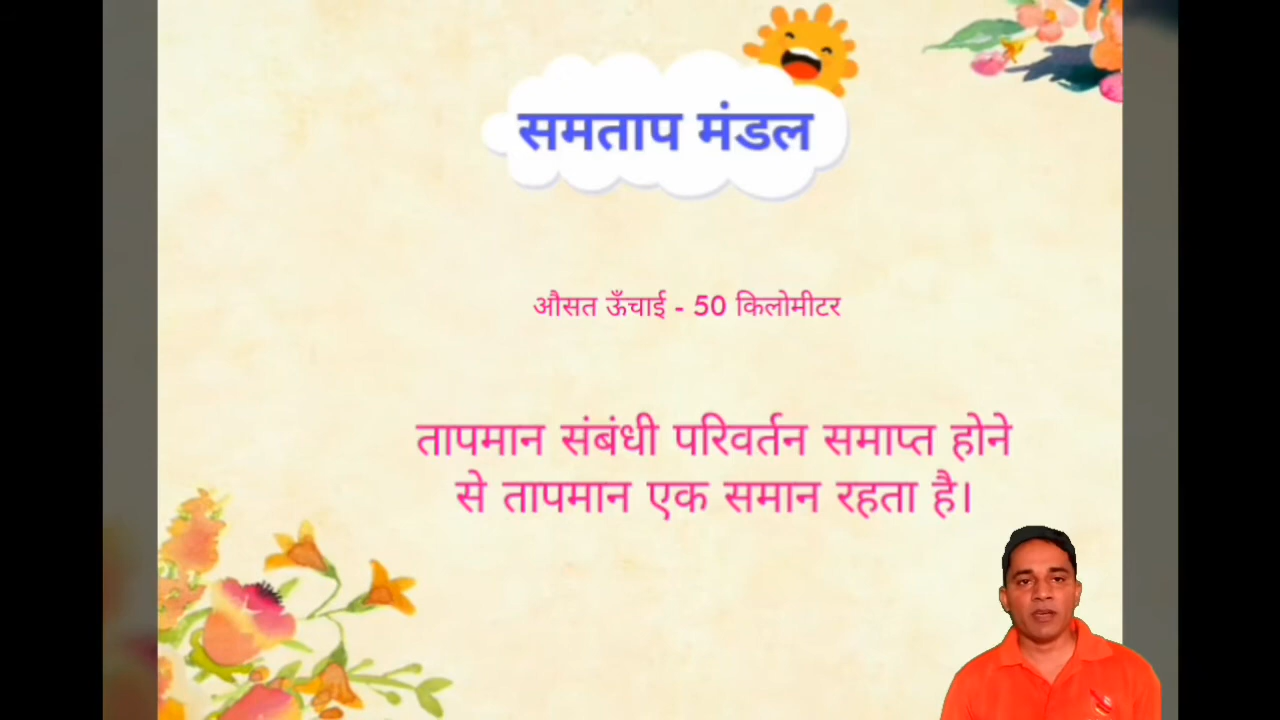 समताप मंडल
औसत ऊँचाई - 50 किलोमीटर
तापमान संबंधी परिवर्तन समाप्त होने
से तापमान एक समान रहता है।